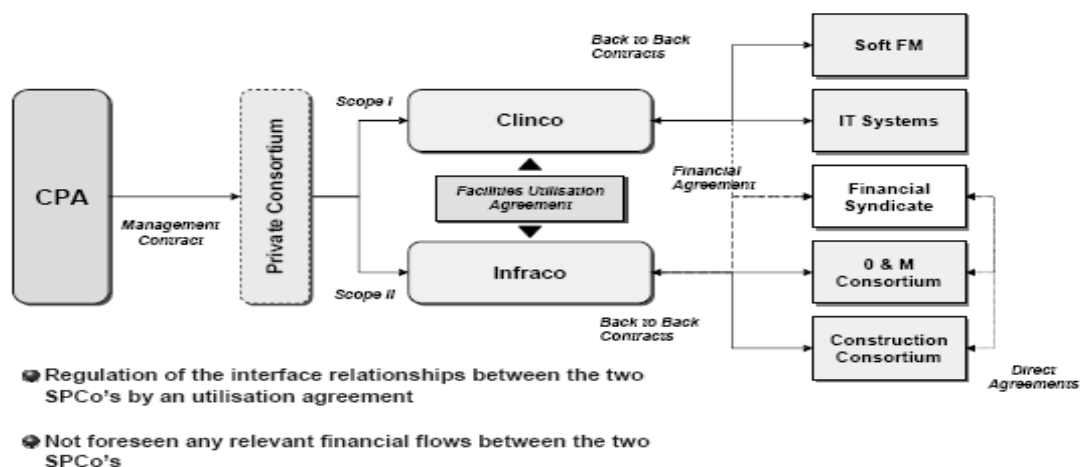 Back to Back
Contracts
Soft FM
Scope I
Clinco
IT Systems
CPA
Management
Contract
Private Consortium
Facilities Utilisation
Agreement
Financial
Agreement
Financial
Syndicate
Infraco
0 & M
Consortium
Scope II
Back to Back
Contracts
Construction
Consortium
Direct
Agreements
Regulation of the interface relationships between the two
SPCo's by an utilisation agreement
Not foreseen any relevant financial flows between the two
SPCo's